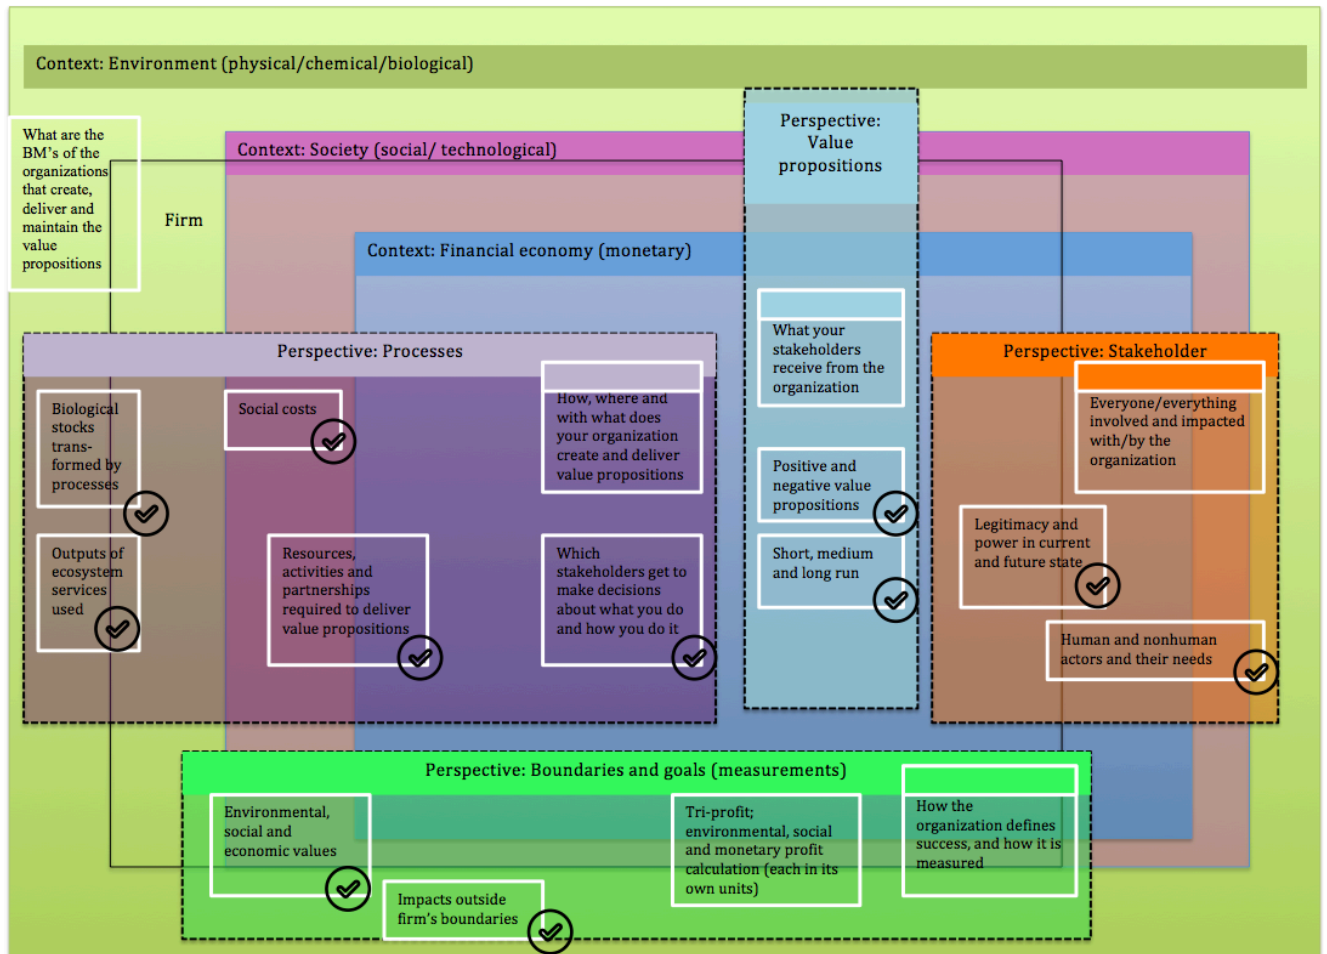 Context: Environment (physical/chemical/biological)
What are the
BM's of the
organizations
that create,
deliver and
maintain the
value
propositions
Firm
Context: Society (social/ technological)
Perspective:
Value
propositions
Context: Financial economy (monetary)
Perspective: Processes
Biological
stocks
trans-
formed by
processes
Social costs
How, where and
with what does
your organization
create and deliver
value propositions
Outputs of
ecosystem
services
used
Resources,
activities and
partnerships
required to deliver
value propositions
Which
stakeholders get to
make decisions
about what you do
and how you do it
What your
stakeholders
receive from the
organization
Positive and
negative value
propositions
Short, medium
and long run
Perspective: Stakeholder
Everyone/everything
involved and impacted
with/by the
organization
Legitimacy and
power in current
and future state
Human and nonhuman
actors and their needs
Perspective: Boundaries and goals (measurements)
Environmental,
social and
economic values
Impacts outside
firm's boundaries
Tri-profit;
environmental, social
and monetary profit
calculation (each in its
own units)
How the
organization defines
success, and how it is
measured